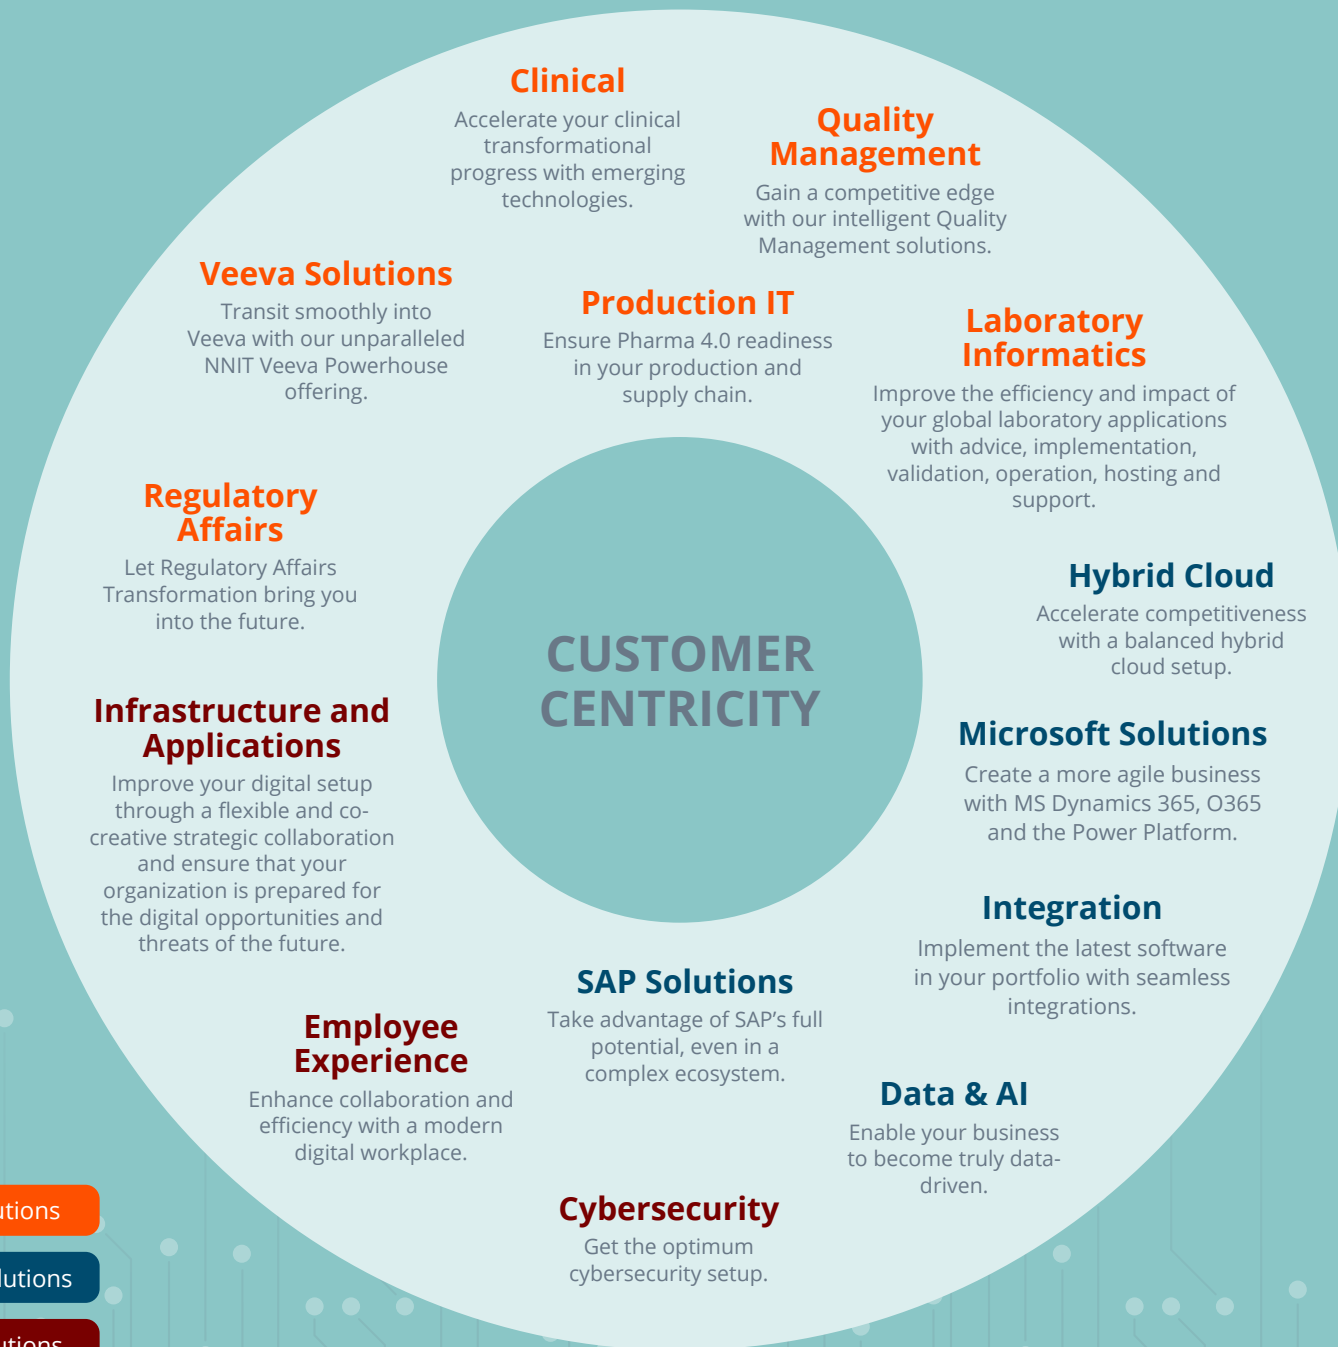 Clinical
Accelerate your clinical
transformational
progress with emerging
technologies.
Quality
Management
Gain a competitive edge
with our intelligent Quality
Management solutions.
Veeva Solutions
Transit smoothly into
Veeva with our unparalleled
NNIT Veeva Powerhouse
offering.
Production IT
Ensure Pharma 4.0 readiness
in your production and
supply chain.
Laboratory
Informatics
Improve the efficiency and impact of
your global laboratory applications
with advice, implementation,
validation, operation, hosting and
support.
Regulatory
Affairs
Let Regulatory Affairs
Transformation bring you
into the future.
Hybrid Cloud
Accelerate competitiveness
with a balanced hybrid
cloud setup.
CUSTOMER
CENTRICITY
Infrastructure and
Applications
Improve your digital setup
through a flexible and co-
creative strategic collaboration
and ensure that your
organization is prepared for
the digital opportunities and
threats of the future.
Microsoft Solutions
Create a more agile business
with MS Dynamics 365, O365
and the Power Platform.
Integration
Implement the latest software
in your portfolio with seamless
integrations.
SAP Solutions
Take advantage of SAP’s full
potential, even in a
complex ecosystem.
Employee
Experience
Enhance collaboration and
efficiency with a modern
digital workplace.
Data & AI
Enable your business
to become truly data-
driven.
Cybersecurity
Get the optimum
cybersecurity setup.